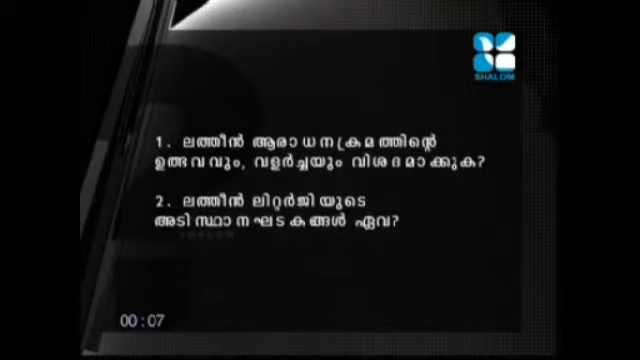 SHALOM
1. ലത്തീൻ ആരാധനക്രമത്തിന്റെ
ഉത്ഭവവും, വളർച്ചയും വിശദമാക്കുക?
2. ലത്തീൻ ലിറ്റർജിയുടെ
അടിസ്ഥാനഘടകങ്ങൾ ഏവ?
00:07